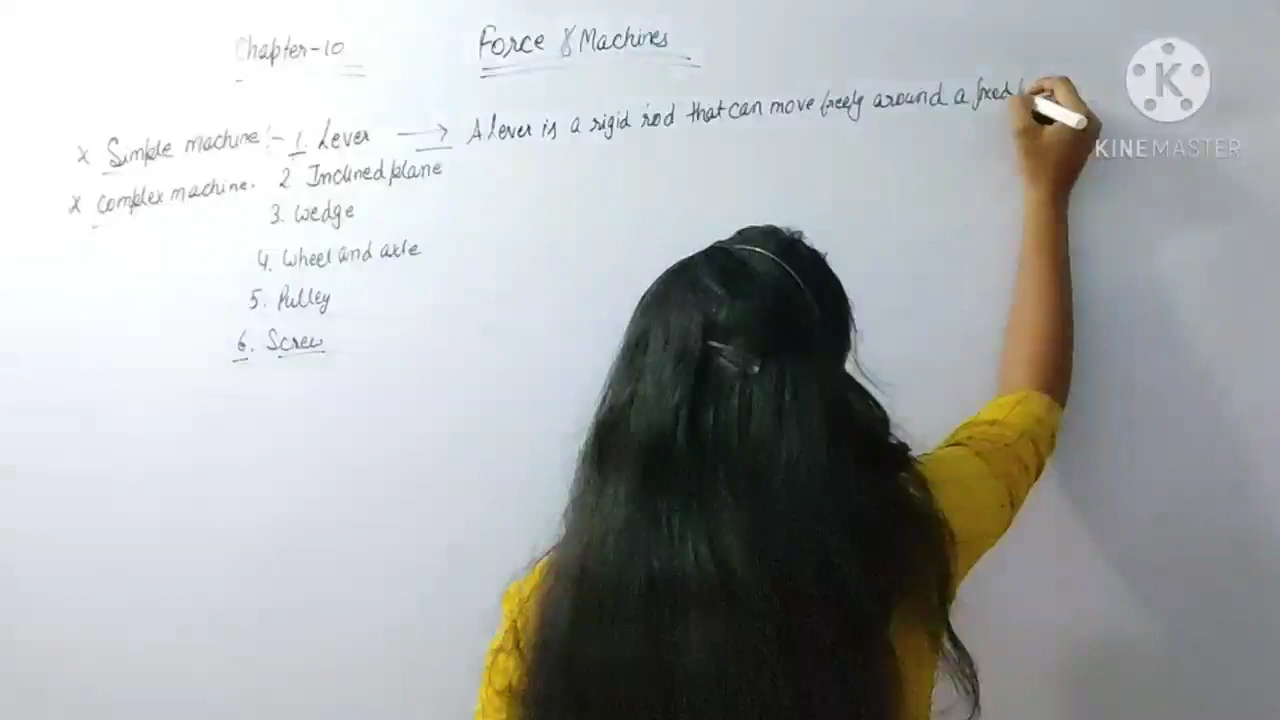 Chapter-10 Force & Machines
x Simple machine :- 1. Lever → A Lever is a rigid rod that can move freely around a fixed
x complex machine. 2 Inclined plane
3. Wedge
4. Wheel and axle
5. Pulley
6. Screw
K
KINEMASTER